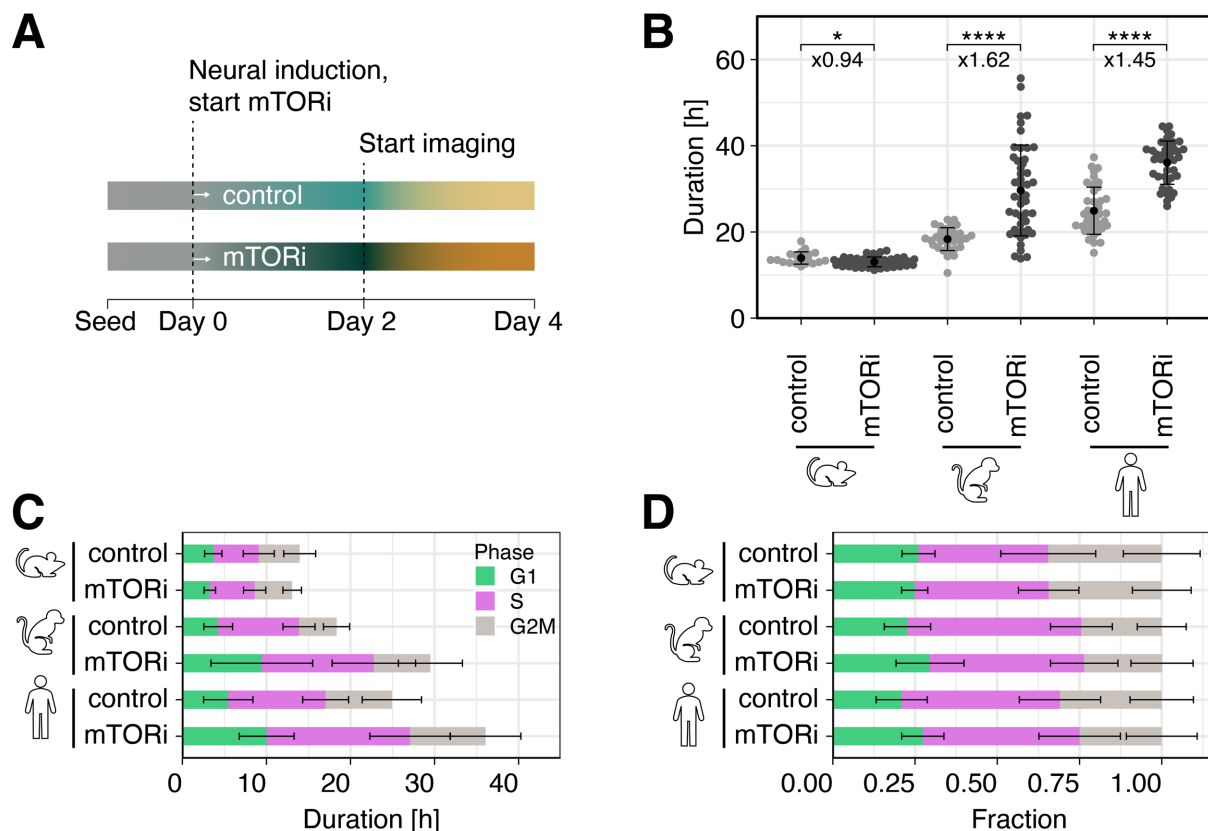 A
Neural induction,
start mTORi
Start imaging
control
mTORi
Seed Day 0 Day 2 Day 4
B
Duration [h]
60
40
20
0
* **** ****
x0.94 x1.62 x1.45
control mTORi control mTORi control mTORi
C
control
mTORi
control
mTORi
control
mTORi
Phase
G1
S
G2M
0 10 20 30 40
Duration [h]
D
control
mTORi
control
mTORi
control
mTORi
0.00 0.25 0.50 0.75 1.00
Fraction